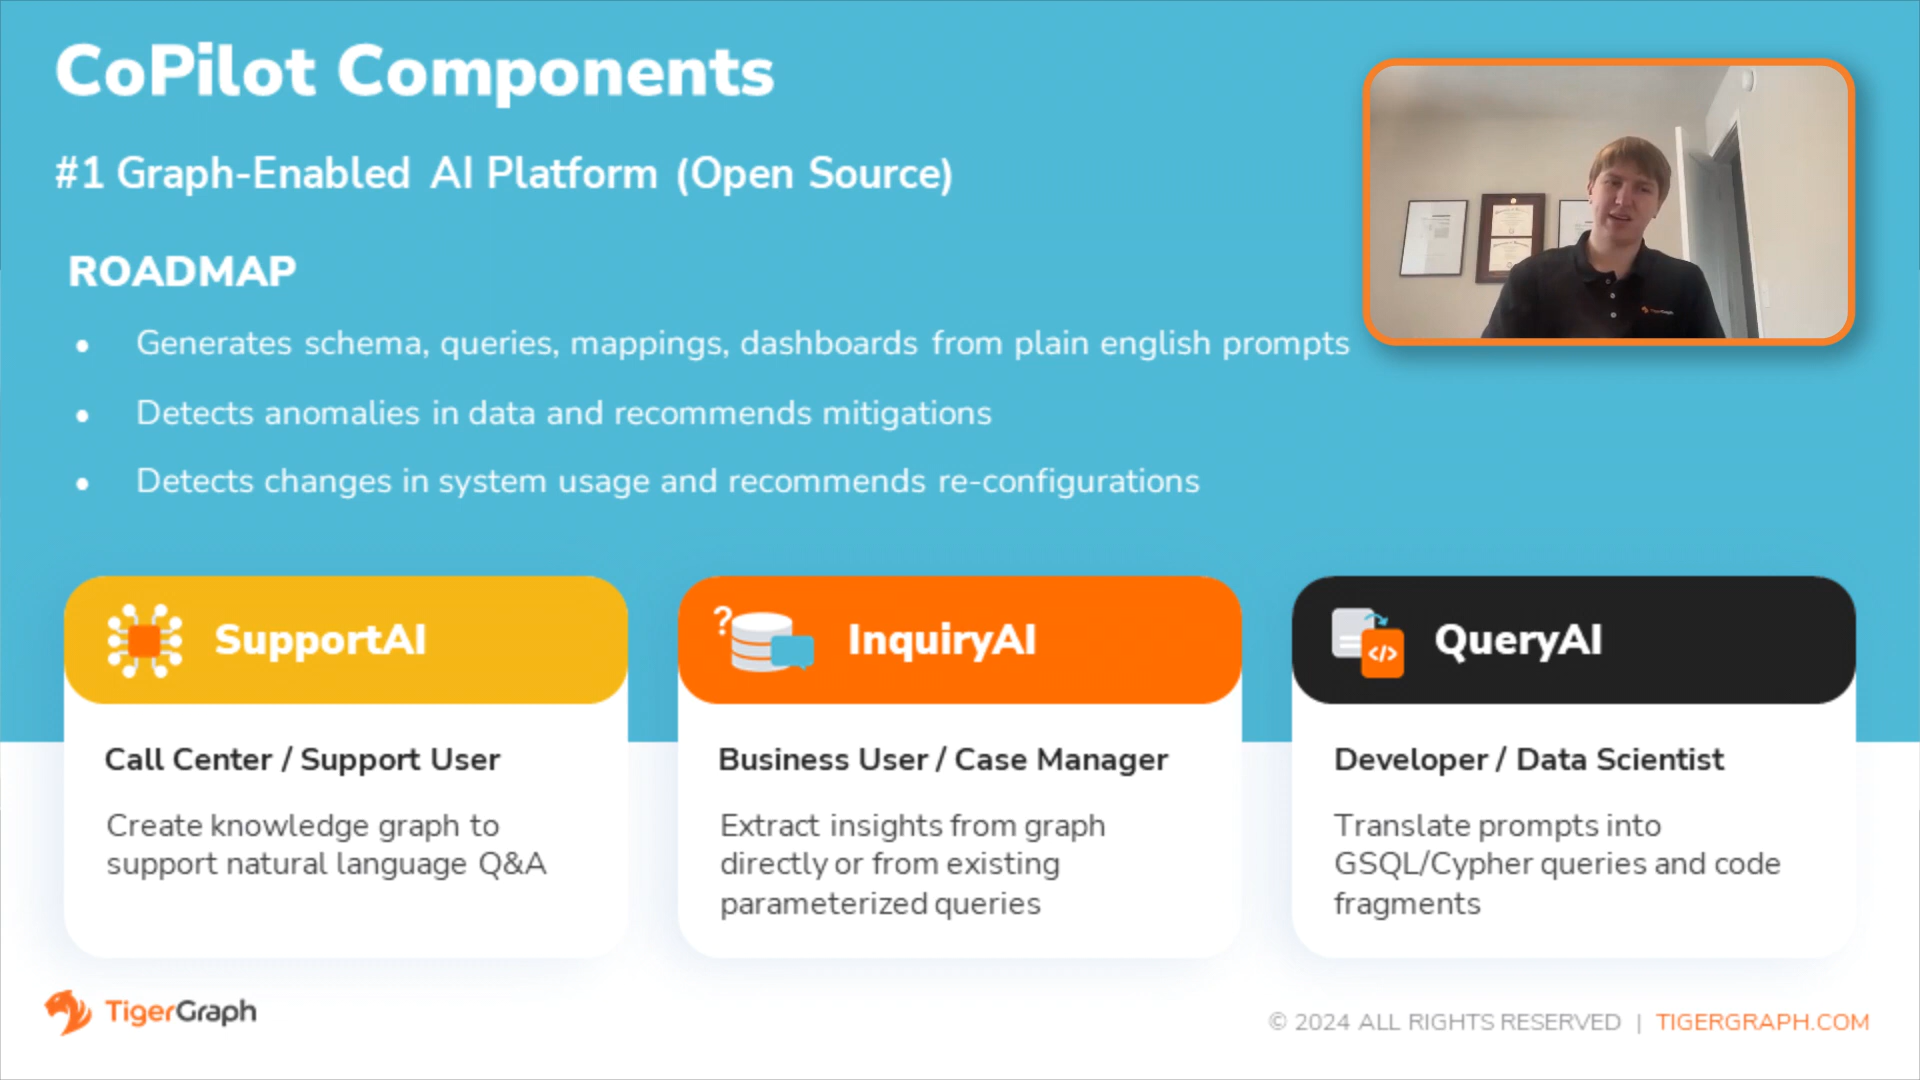 CoPilot Components
#1 Graph-Enabled AI Platform (Open Source)
ROADMAP
• Generates schema, queries, mappings, dashboards from plain english prompts
• Detects anomalies in data and recommends mitigations
• Detects changes in system usage and recommends re-configurations
SupportAI
Call Center / Support User
Create knowledge graph to
support natural language Q&A
?
InquiryAI
Business User / Case Manager
Extract insights from graph
directly or from existing
parameterized queries
</>
QueryAI
Developer / Data Scientist
Translate prompts into
GSQL/Cypher queries and code
fragments
TigerGraph
TigerGraph
© 2024 ALL RIGHTS RESERVED | TIGERGRAPH.COM